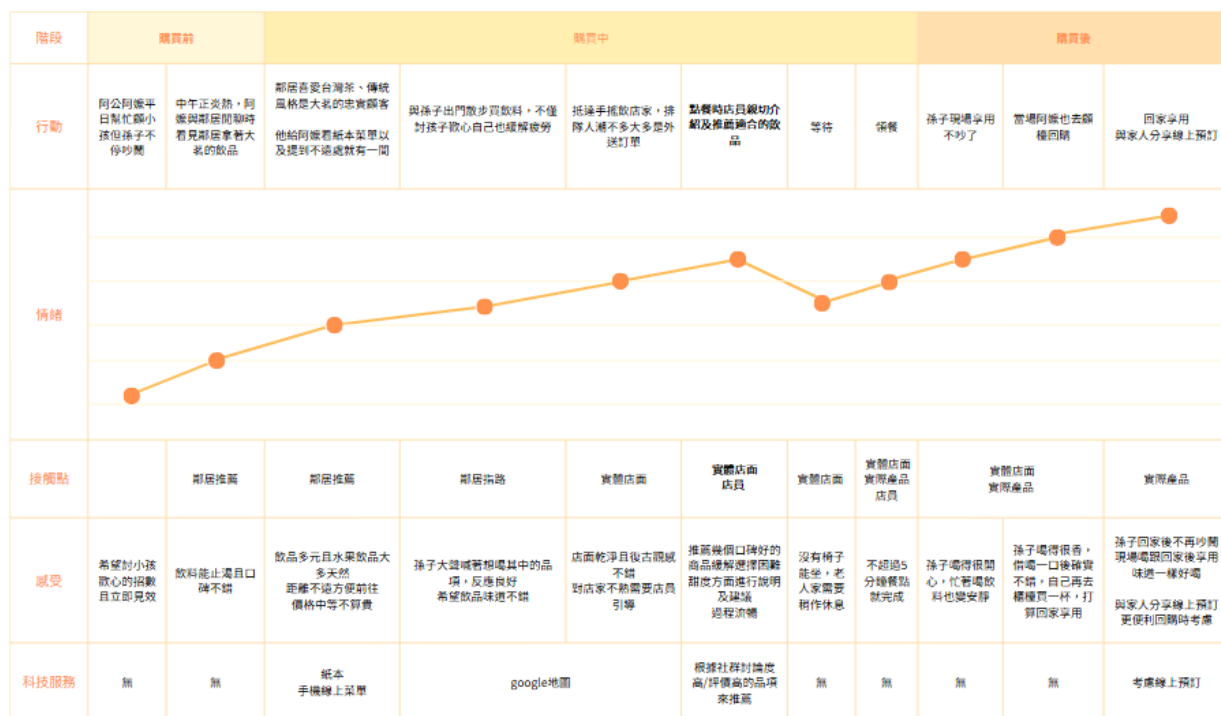 階段
購買前
購買中
購買後
行動
阿公阿嬤平
日幫忙顧小
孩但孫子不
停吵鬧
中午正炎熱，阿
嬤與鄰居閒聊時
看見鄰居拿著大
茗的飲品
鄰居喜愛台灣茶、傳統
風格是大茗的忠實顧客
他給阿嬤看紙本菜單以
及提到不遠處就有一間
與孫子出門散步買飲料，不僅
討孩子歡心自己也緩解疲勞
抵達手搖飲店家，排
隊人潮不多大多是外
送訂單
點餐時店員親切介
紹及推薦適合的飲
品
等待
領餐
孫子現場享用
不吵了
當場阿嬤也去顧
檯回購
回家享用
與家人分享線上預訂
情緒
接觸點
鄰居推薦
鄰居推薦
鄰居指路
實體店面
實體店面
店員
實體店面
實體店面
實際產品
店員
實體店面
實際產品
實際產品
感受
希望討小孩
歡心的招數
且立即見效
飲料能止渴且口
碑不錯
飲品多元且水果飲品大
多天然
距離不遠方便前往
價格中等不算貴
孫子大聲喊著想喝其中的品
項，反應良好
希望飲品味道不錯
店面乾淨且復古觀感
不錯
對店家不熟需要店員
引導
推薦幾個口碑好的
商品緩解選擇困難
甜度方面進行說明
及建議
過程流暢
沒有椅子
能坐，老
人家需要
稍作休息
不超過5
分鐘餐點
就完成
孫子喝得很開
心，忙著喝飲
料也變安靜
孫子喝得很香，
借喝一口後確實
不錯，自己再去
櫃檯買一杯，打
算回家享用
孫子回家後不再吵鬧
現場喝跟回家後享用
味道一樣好喝
與家人分享線上預訂
更便利回購時考慮
科技服務
無
無
紙本
手機線上菜單
google地圖
根據社群討論度
高/評價高的品項
來推薦
無
無
無
無
考慮線上預訂